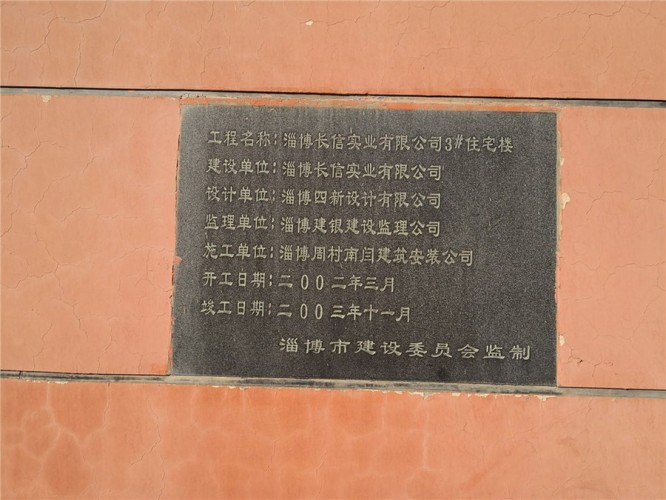 工程名称:淄博长信实业有限公司3#住宅楼
建设单位:淄博长信实业有限公司
设计单位:淄博四新设计有限公司
监理单位:淄博建银建设监理公司
施工单位:淄博周村南闫建筑安装公司
开工日期:二00二年三月
竣工日期:二00三年十一月
淄博市建设委员会监制